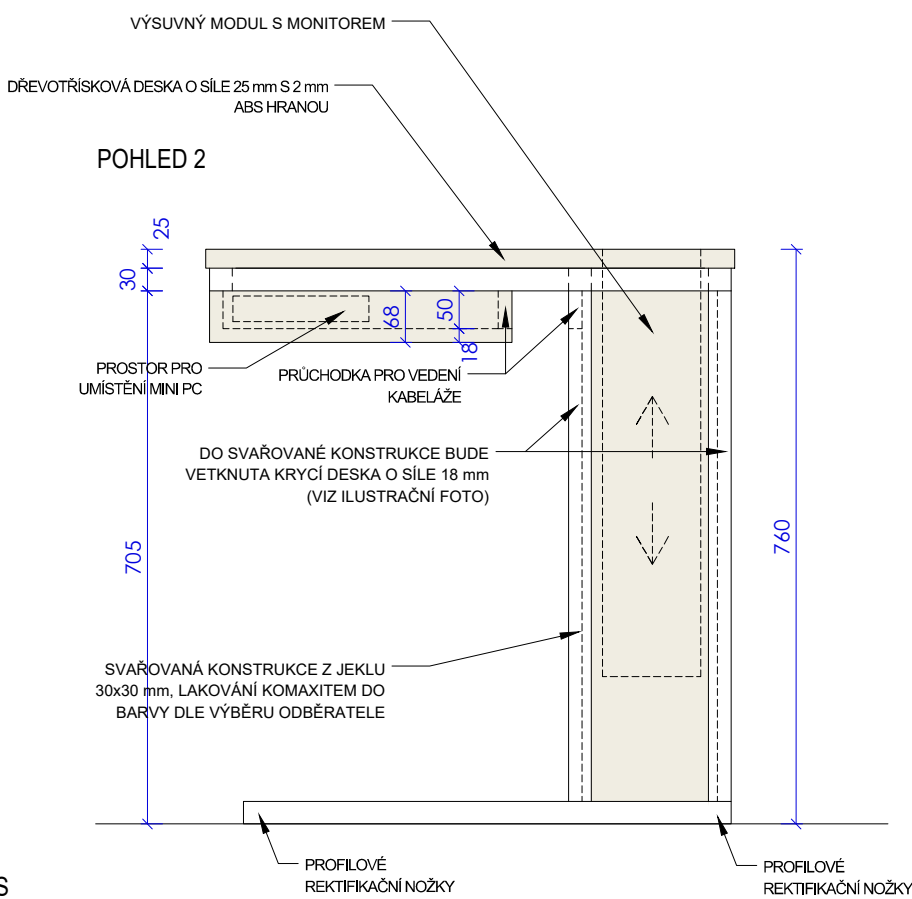 VÝSUVNÝ MODUL S MONITOREM
DŘEVOTŘÍSKOVÁ DESKA O SÍLE 25 mm S 2 mm
ABS HRANOU
POHLED 2
25
30
68
50
18
PROSTOR PRO
UMÍSTĚNÍ MINI PC
PRŮCHODKA PRO VEDENÍ
KABELÁŽE
DO SVAŘOVANÉ KONSTRUKCE BUDE
VETKNUTA KRYCÍ DESKA O SÍLE 18 mm
(VIZ ILUSTRAČNÍ FOTO)
705
760
SVAŘOVANÁ KONSTRUKCE Z JEKLU
30x30 mm, LAKOVÁNÍ KOMAXITEM DO
BARVY DLE VÝBĚRU ODBĚRATELE
PROFILOVÉ
REKTIFIKAČNÍ NOŽKY
PROFILOVÉ
REKTIFIKAČNÍ NOŽKY
S